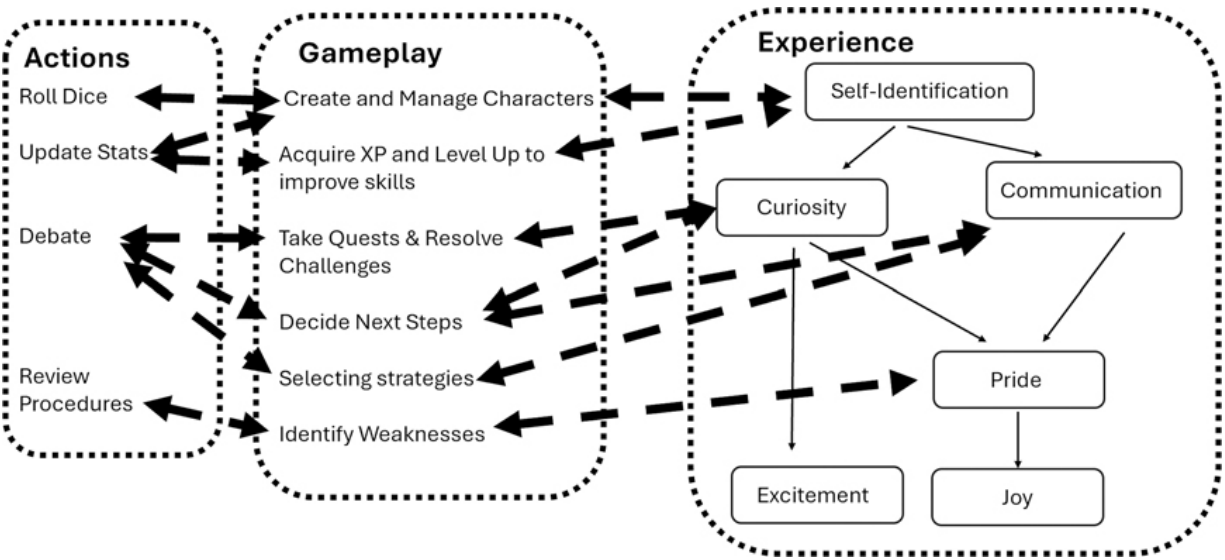 Actions
Roll Dice
Update Stats
Debate
Review
Procedures
Gameplay
Create and Manage Characters
Acquire XP and Level Up to
improve skills
Take Quests & Resolve
Challenges
Decide Next Steps
Selecting strategies
Identify Weaknesses
Experience
Self-Identification
Curiosity
Communication
Pride
Excitement
Joy